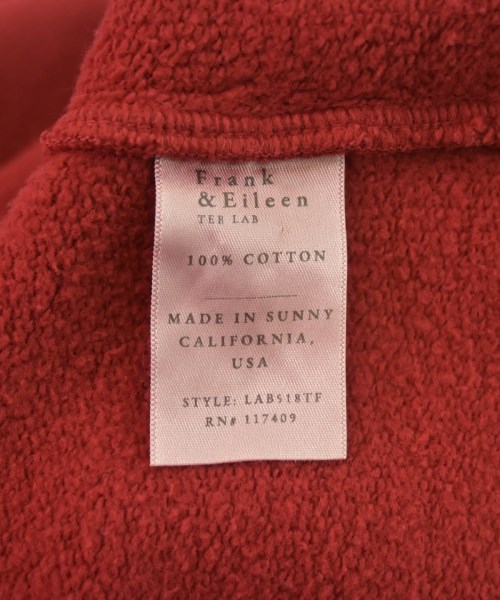 Frank
& Eileen
TEE LAB
100% COTTON
MADE IN SUNNY
CALIFORNIA,
USA
STYLE: LAB518TF
RN# 117409